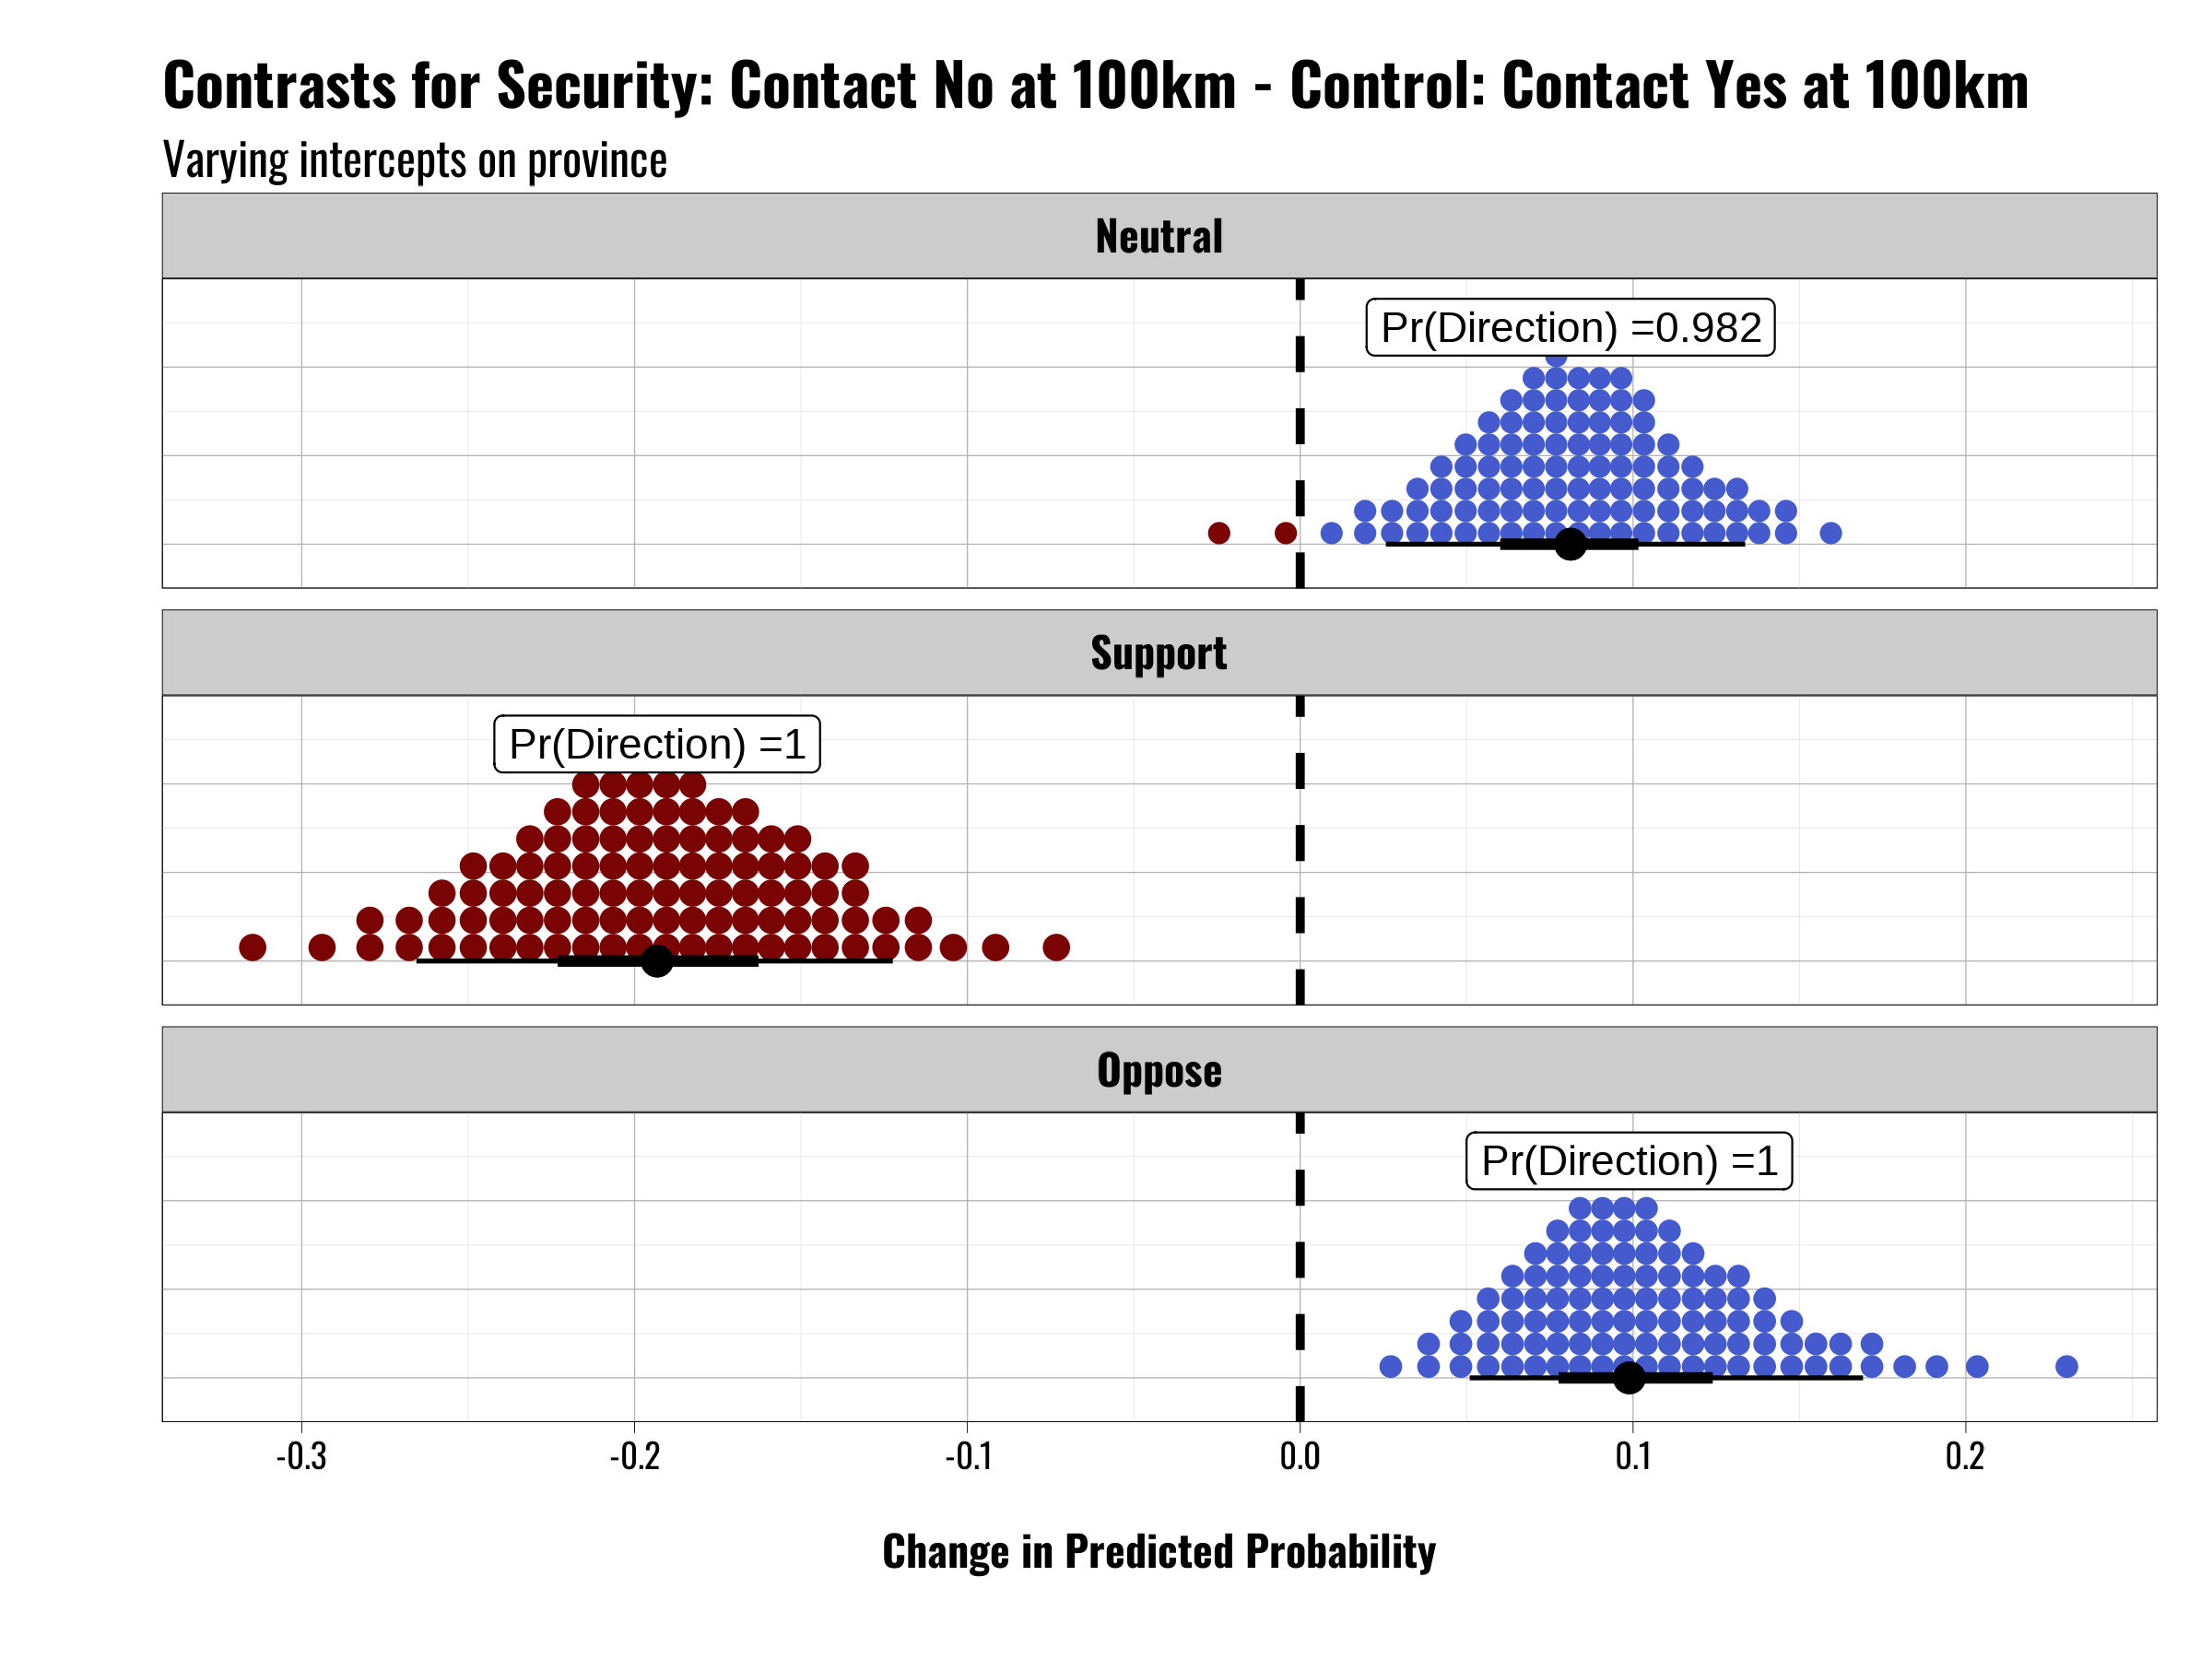 Contrasts for Security: Contact No at 100km - Control: Contact Yes at 100km
Varying intercepts on province
Neutral
Pr(Direction) =0.982
Support
Pr(Direction) =1
Oppose
Pr(Direction) =1
-0.3 -0.2 -0.1 0.0 0.1 0.2
Change in Predicted Probability